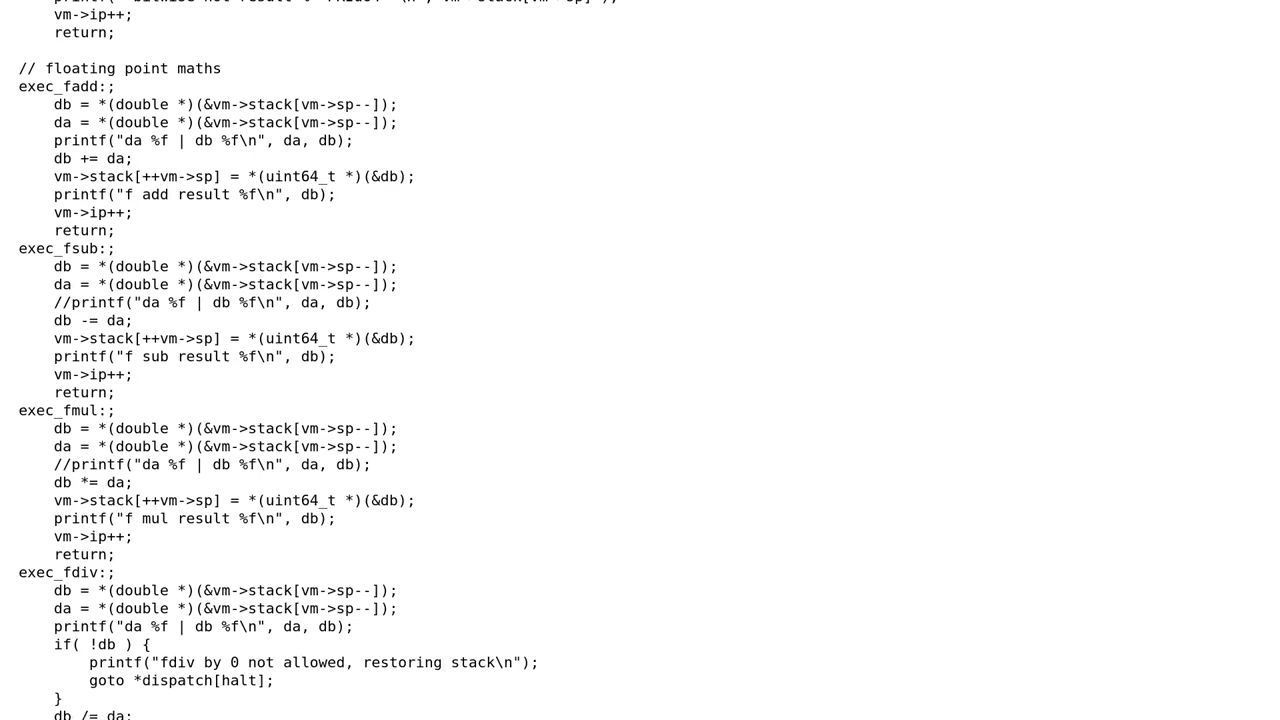 vm->ip++;
return;
// floating point maths
exec_fadd:;
db = *(double *)(&vm->stack[vm->sp--]);
da = *(double *)(&vm->stack[vm->sp--]);
printf("da %f | db %f\n", da, db);
db += da;
vm->stack[++vm->sp] = *(uint64_t *)(&db);
printf("f add result %f\n", db);
vm->ip++;
return;
exec_fsub:;
db = *(double *)(&vm->stack[vm->sp--]);
da = *(double *)(&vm->stack[vm->sp--]);
//printf("da %f | db %f\n", da, db);
db -= da;
vm->stack[++vm->sp] = *(uint64_t *)(&db);
printf("f sub result %f\n", db);
vm->ip++;
return;
exec_fmul:;
db = *(double *)(&vm->stack[vm->sp--]);
da = *(double *)(&vm->stack[vm->sp--]);
//printf("da %f | db %f\n", da, db);
db *= da;
vm->stack[++vm->sp] = *(uint64_t *)(&db);
printf("f mul result %f\n", db);
vm->ip++;
return;
exec_fdiv:;
db = *(double *)(&vm->stack[vm->sp--]);
da = *(double *)(&vm->stack[vm->sp--]);
printf("da %f | db %f\n", da, db);
if( !db ) {
printf("fdiv by 0 not allowed, restoring stack\n");
goto *dispatch[halt];
}
db /= da;